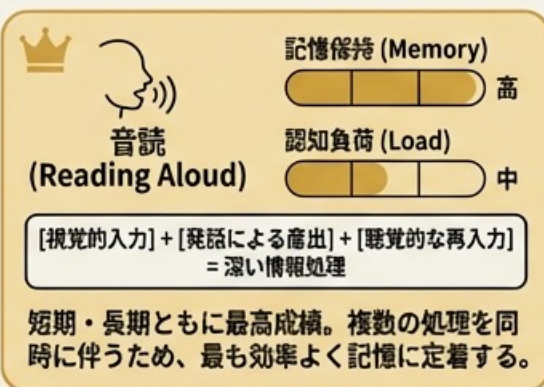 音読
(Reading Aloud)
記憶保持 (Memory)
高
認知負荷 (Load)
中
[視覚的入力] + [発話による産出] + [聴覚的な再入力]
= 深い情報処理
短期・長期ともに最高成績。複数の処理を同
時に伴うため、最も効率よく記憶に定着する。